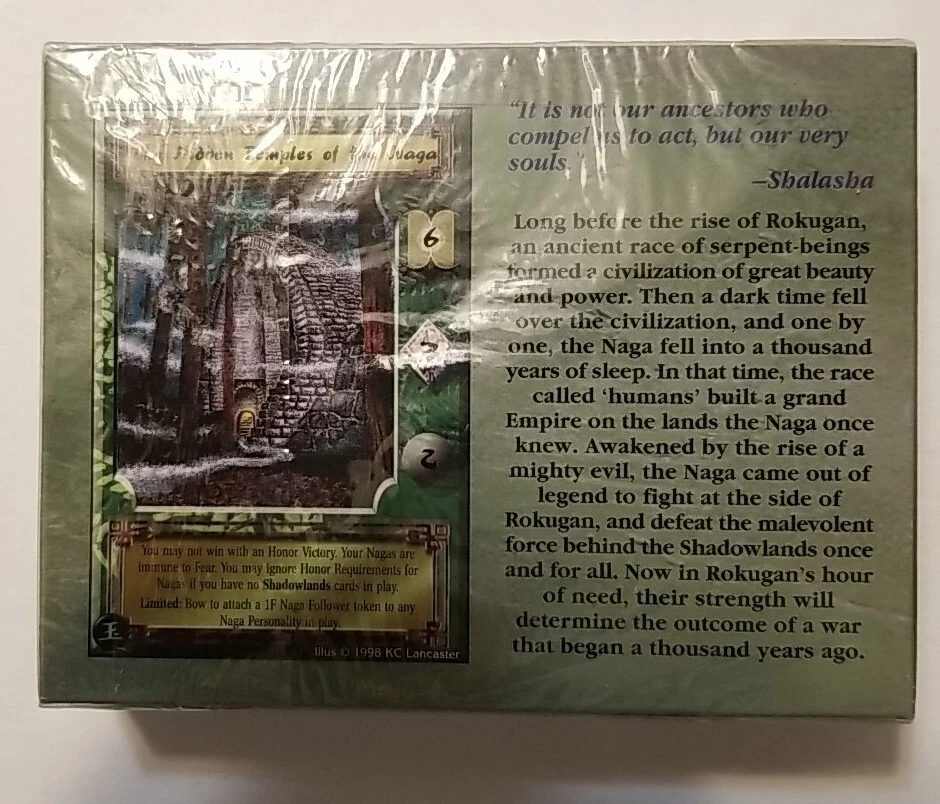 Hidden Temples of the Naga
6
2
2
You may not win with an Honor Victory. Your Nagas are
immune to Fear. You may ignore Honor Requirements for
Nagas if you have no Shadowlands cards in play.
Limited: Bow to attach a 1F Naga Follower token to any
Naga Personality in play.
王
Illus © 1998 KC Lancaster
"It is not our ancestors who
compel us to act, but our very
souls."
–Shalasha
Long before the rise of Rokugan,
an ancient race of serpent-beings
formed a civilization of great beauty
and power. Then a dark time fell
over the civilization, and one by
one, the Naga fell into a thousand
years of sleep. In that time, the race
called 'humans' built a grand
Empire on the lands the Naga once
knew. Awakened by the rise of a
mighty evil, the Naga came out of
legend to fight at the side of
Rokugan, and defeat the malevolent
force behind the Shadowlands once
and for all. Now in Rokugan's hour
of need, their strength will
determine the outcome of a war
that began a thousand years ago.